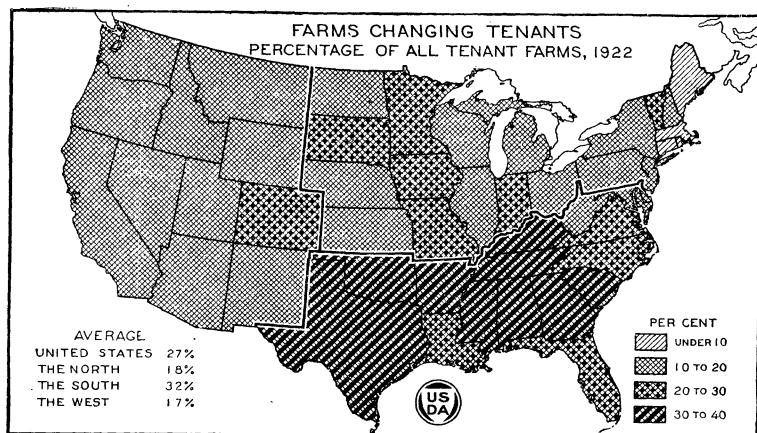 FARMS CHANGING TENANTS
PERCENTAGE OF ALL TENANT FARMS, 1922
AVERAGE
UNITED STATES 27%
THE NORTH 18%
THE SOUTH 32%
THE WEST 17%
US
DA
PER CENT
UNDER 10
10 TO 20
20 TO 30
30 TO 40